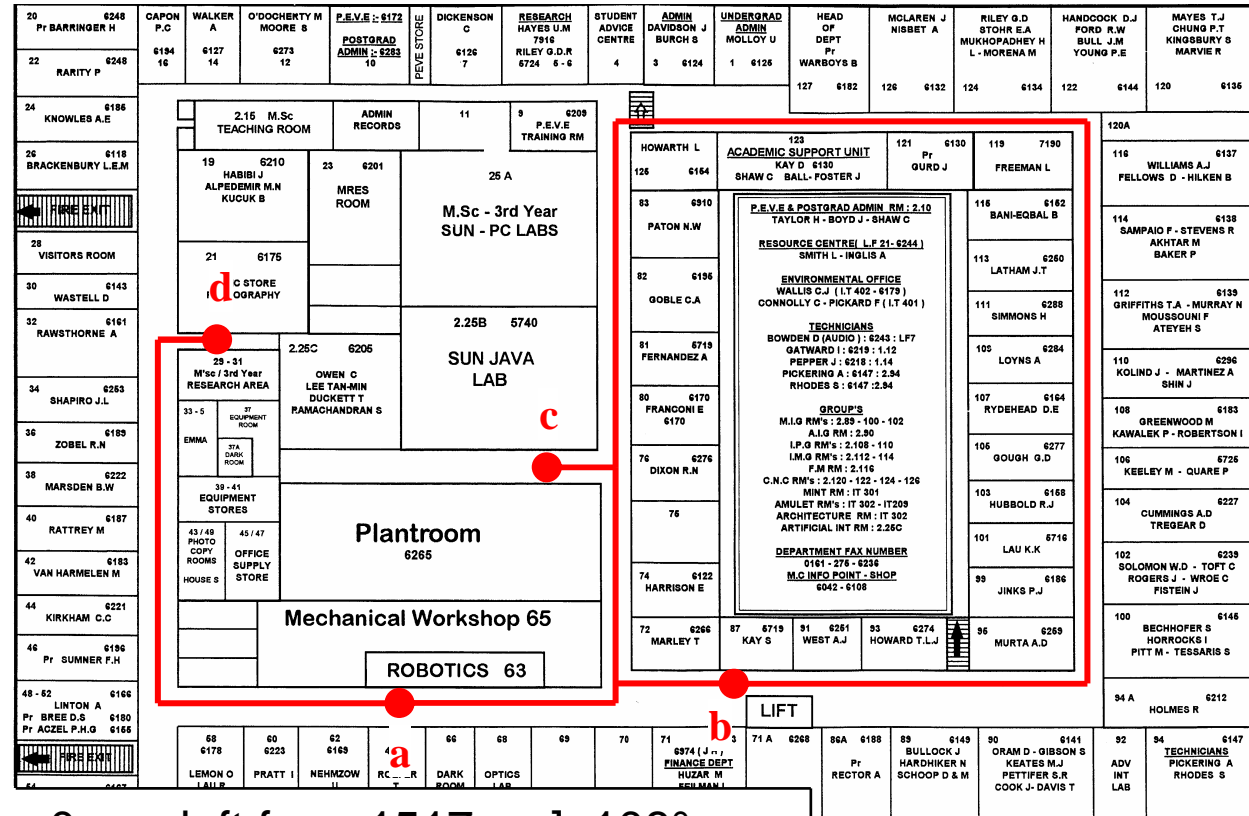 20 6248
Pr BARRINGER H
22 6248
RARITY P
24 6185
KNOWLES A.E
26 6118
BRACKENBURY L.E.M
FIRE EXIT
28
VISITORS ROOM
30 6143
WASTELL D
32 6161
RAWSTHORNE A
34 6253
SHAPIRO J.L
36 6189
ZOBEL R.N
38 6222
MARSDEN B.W
40 6187
RATTREY M
42 6183
VAN HARMELEN M
44 6221
KIRKHAM C.C
46 6196
Pr SUMNER F.H
48 - 52 6166
LINTON A
Pr BREE D.S 6180
Pr ACZEL P.H.G 6155
FIRE EXIT
CAPON
P.C
6194
16
WALKER
A
6127
14
O'DOCHERTY M
MOORE S
6273
12
P.E.V.E :- 6172
POSTGRAD
ADMIN :- 6283
10
PEVE STORE
DICKENSON
C
6126
7
RESEARCH
HAYES U.M
7916
RILEY G.D.R
5724 5 - 6
STUDENT
ADVICE
CENTRE
4
ADMIN
DAVIDSON J
BURCH S
3 6124
UNDERGRAD
ADMIN
MOLLOY U
1 6125
HEAD
OF
DEPT
Pr
WARBOYS B
127 6182
MCLAREN J
NISBET A
126 6132
RILEY G.D
STOHR E.A
MUKHOPADHEY H
L - MORENA M
124 6134
HANDCOCK D.J
FORD R.W
BULL J.M
YOUNG P.E
122 6144
MAYES T.J
CHUNG P.T
KINGSBURY S
MARVIE R
120 6135
2.15 M.Sc
TEACHING ROOM
ADMIN
RECORDS
11
9 6209
P.E.V.E
TRAINING RM
19 6210
HABIBI J
ALPEDEMIR M.N
KUCUK B
23 6201
MRES
ROOM
25 A
M.Sc - 3rd Year
SUN - PC LABS
21 6175
C STORE
OGRAPHY
d
2.25C 6205
OWEN C
LEE TAN-MIN
DUCKETT T
RAMACHANDRAN S
2.25B 5740
SUN JAVA
LAB
c
29 - 31
M'sc / 3rd Year
RESEARCH AREA
33 - 5
EMMA
37
EQUIPMENT
ROOM
37A
DARK
ROOM
39 - 41
EQUIPMENT
STORES
43 / 49
PHOTO
COPY
ROOMS
HOUSE S
45 / 47
OFFICE
SUPPLY
STORE
Plantroom
6265
Mechanical Workshop 65
ROBOTICS 63
a
b
LIFT
HOWARTH L
125 6154
123
ACADEMIC SUPPORT UNIT
KAY D 6130
SHAW C BALL- FOSTER J
121 6130
Pr
GURD J
119 7190
FREEMAN L
83 6910
PATON N.W
82 6195
GOBLE C.A
81 5719
FERNANDEZ A
80 6170
FRANCONI E
6170
76 6276
DIXON R.N
75
74 6122
HARRISON E
72 6266
MARLEY T
87 5719
KAY S
91 6251
WEST A.J
93 6274
HOWARD T.L.J
95 6259
MURTA A.D
P.E.V.E & POSTGRAD ADMIN RM : 2.10
TAYLOR H - BOYD J - SHAW C
RESOURCE CENTRE( L.F 21- 6244 )
SMITH L - INGLIS A
ENVIRONMENTAL OFFICE
WALLIS C.J ( I.T 402 - 6179 )
CONNOLLY C - PICKARD F ( I.T 401 )
TECHNICIANS
BOWDEN D (AUDIO ) : 6243 : LF7
GATWARD I : 6219 : 1.12
PEPPER J : 6218 : 1.14
PICKERING A : 6147 : 2.94
RHODES S : 6147 :2.94
GROUP'S
M.I.G RM's : 2.89 - 100 - 102
A.I.G RM : 2.90
I.P.G RM's : 2.108 - 110
I.M.G RM's : 2.112 - 114
F.M RM : 2.116
C.N.C RM's : 2.120 - 122 - 124 - 126
MINT RM : IT 301
AMULET RM's : IT 302 - IT209
ARCHITECTURE RM : IT 302
ARTIFICIAL INT RM : 2.25C
DEPARTMENT FAX NUMBER
0161 - 275 - 6236
M.C INFO POINT - SHOP
6042 - 6108
115 6152
BANI-EQBAL B
113 6250
LATHAM J.T
111 6288
SIMMONS H
6284
LOYNS A
107 6164
RYDEHEAD D.E
105 6277
GOUGH G.D
103 6158
HUBBOLD R.J
101 5716
LAU K.K
99 6186
JINKS P.J
120A
116 6137
WILLIAMS A.J
FELLOWS D - HILKEN B
114 6138
SAMPAIO F - STEVENS R
AKHTAR M
BAKER P
112 6139
GRIFFITHS T.A - MURRAY N
MOUSSOUNI F
ATEYEH S
110 6296
KOLIND J - MARTINEZ A
SHIN J
108 6183
GREENWOOD M
KAWALEK P - ROBERTSON I
106 5725
KEELEY M - QUARE P
104 6227
CUMMINGS A.D
TREGEAR D
102 6239
SOLOMON W.D - TOFT C
ROGERS J - WROE C
FISTEIN J
100 6145
BECHHOFER S
HORROCKS I
PITT M - TESSARIS S
94 A 6212
HOLMES R
68
6178
LEMON O
60
6223
PRATT I
62
6169
NEHMZOW
66
DARK
ROOM
68
OPTICS
LAB
69
70
71 3
FINANCE DEPT
HUZAR M
71 A 6268
86A 6188
Pr
RECTOR A
89 6149
BULLOCK J
HARDHIKER N
SCHOOP D & M
90 6141
ORAM D - GIBSON S
KEATES M.J
PETTIFER S.R
COOK J- DAVIS T
92
ADV
INT
LAB
94 6147
TECHNICIANS
PICKERING A
RHODES S